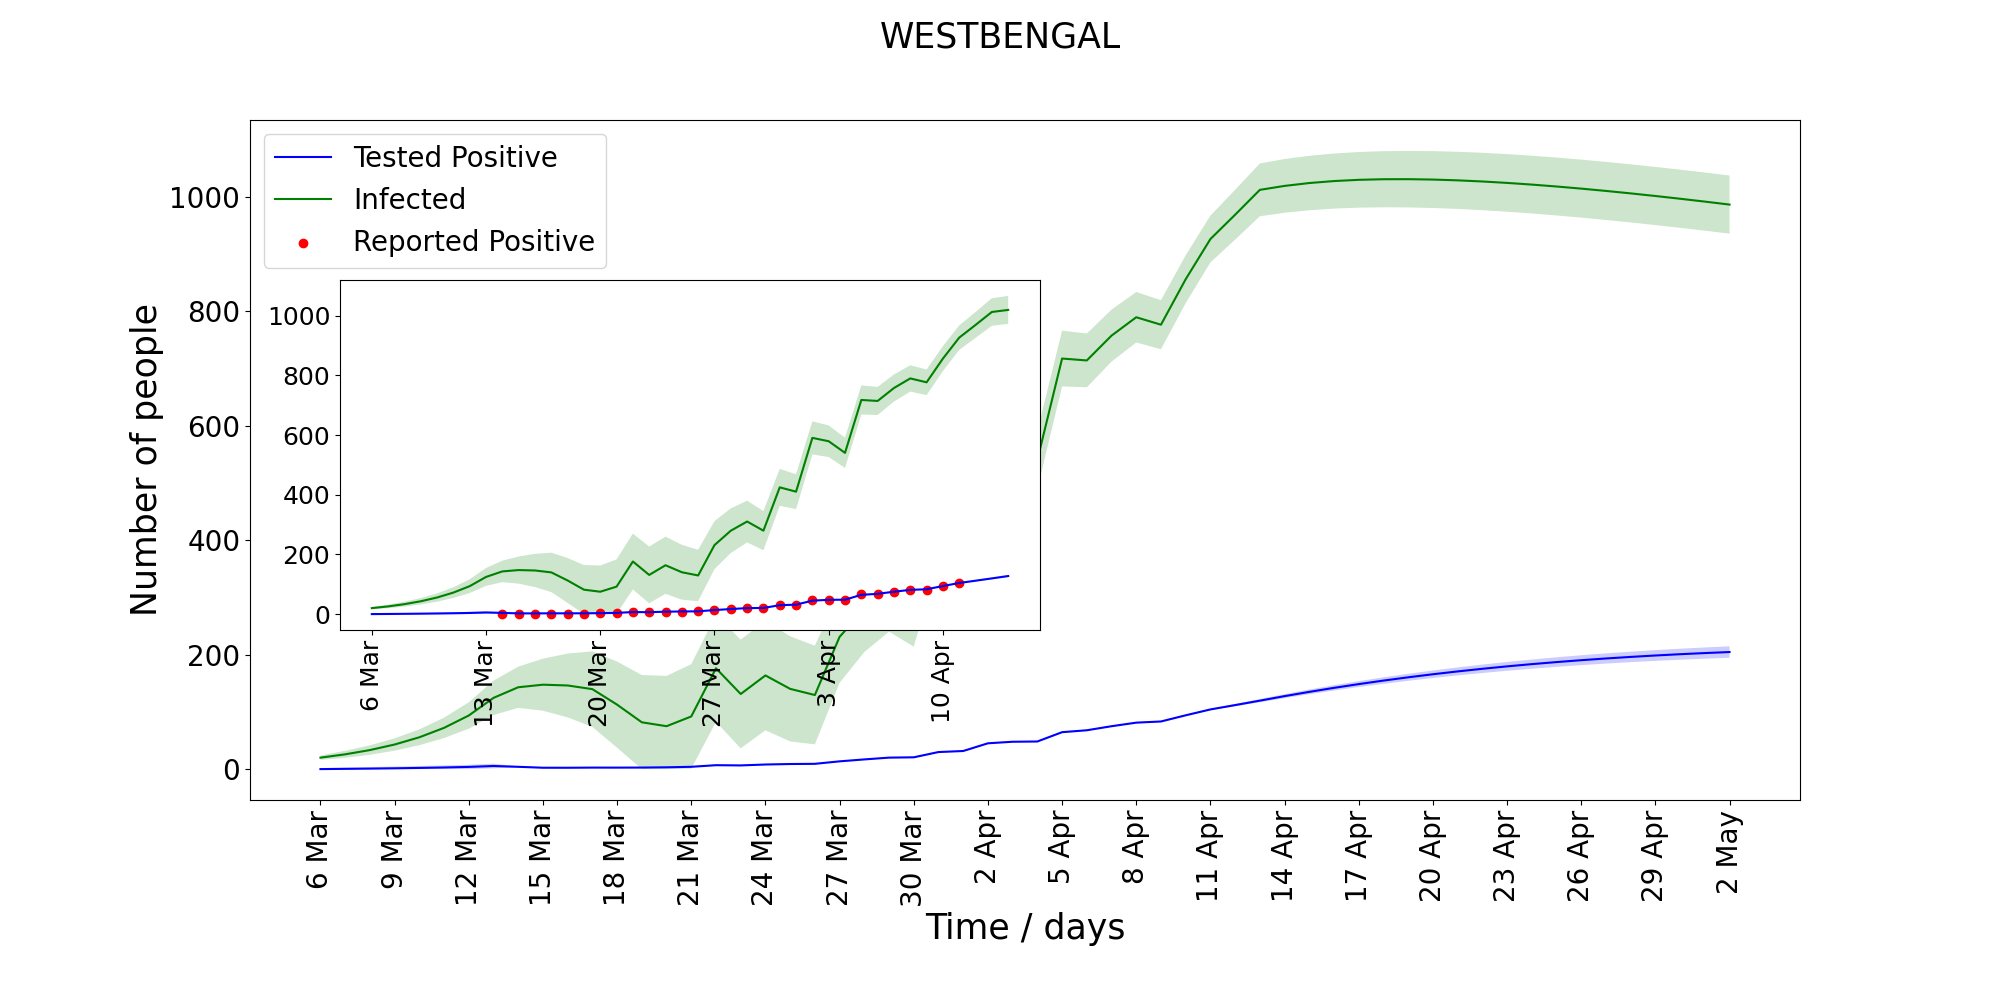 WESTBENGAL
Tested Positive
Infected
Reported Positive
Number of people
1000
800
600
400
200
0
1000
800
600
400
200
0
6 Mar
13 Mar
20 Mar
27 Mar
3 Apr
10 Apr
6 Mar
9 Mar
12 Mar
15 Mar
18 Mar
21 Mar
24 Mar
27 Mar
30 Mar
2 Apr
5 Apr
8 Apr
11 Apr
14 Apr
17 Apr
20 Apr
23 Apr
26 Apr
29 Apr
2 May
Time / days